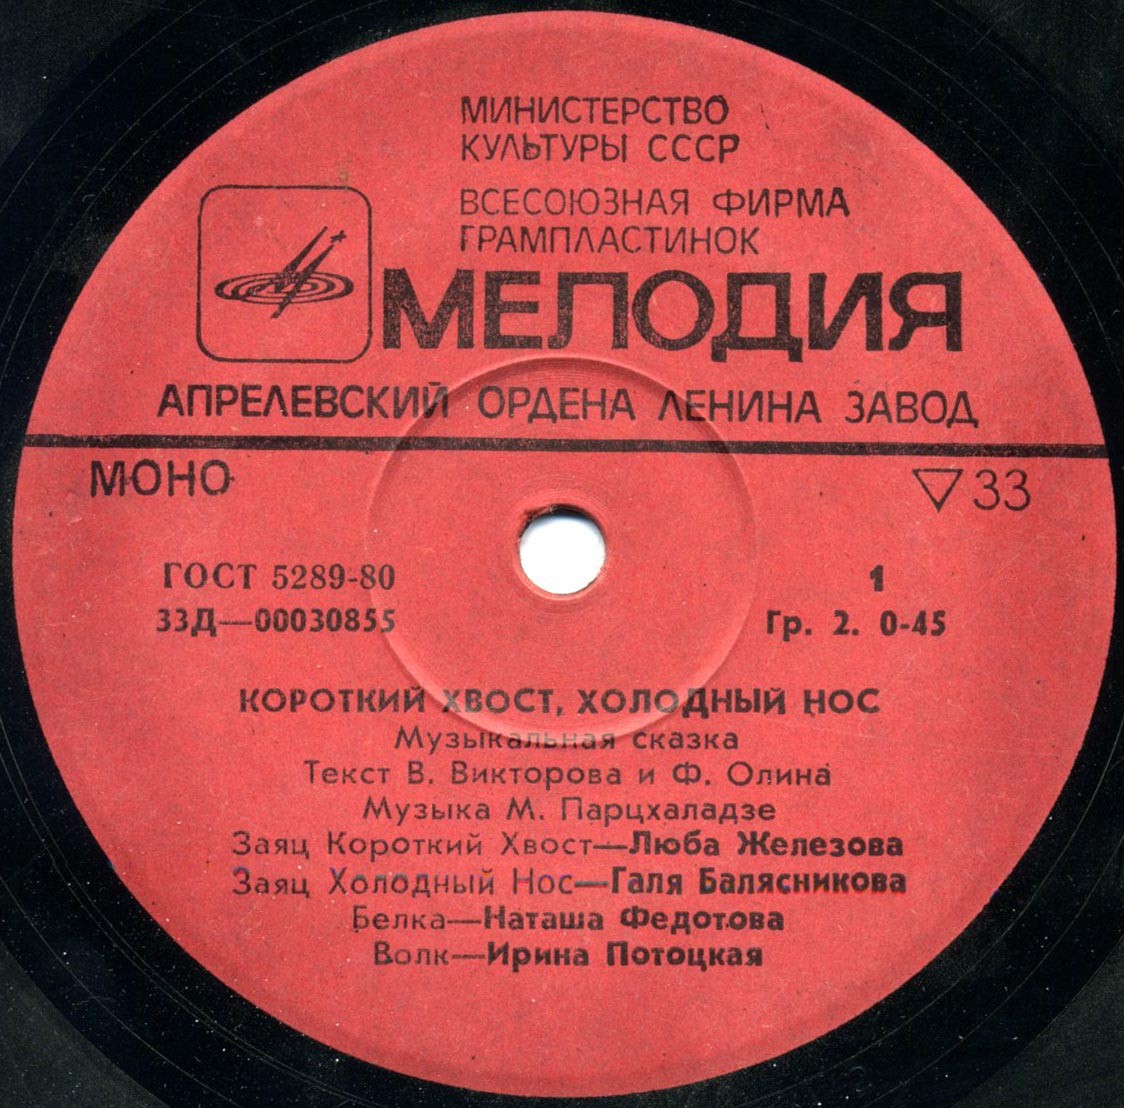 МИНИСТЕРСТВО
КУЛЬТУРЫ СССР
ВСЕСОЮЗНАЯ ФИРМА
ГРАМПЛАСТИНОК
МЕЛОДИЯ
АПРЕЛЕВСКИЙ ОРДЕНА ЛЕНИНА ЗАВОД
МОНО
▽33
ГОСТ 5289-80
33Д—00030855
1
Гр. 2. 0-45
КОРОТКИЙ ХВОСТ, ХОЛОДНЫЙ НОС
Музыкальная сказка
Текст В. Викторова и Ф. Олина
Музыка М. Парцхаладзе
Заяц Короткий Хвост—Люба Железова
Заяц Холодный Нос—Галя Балясникова
Белка—Наташа Федотова
Волк—Ирина Потоцкая